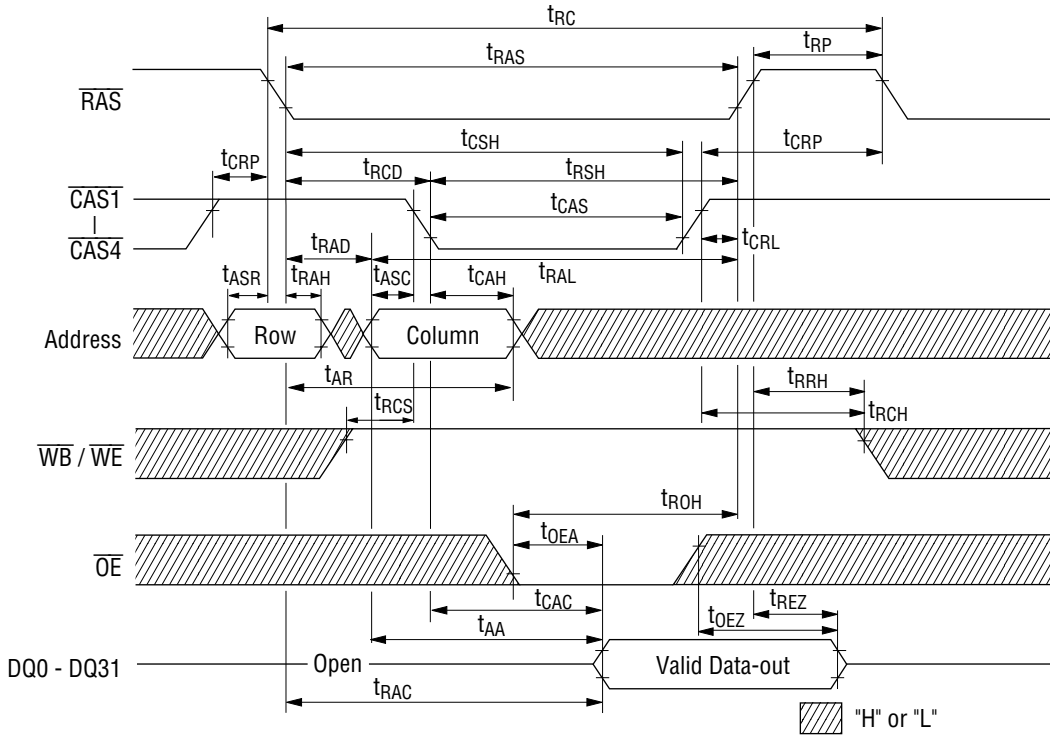 tRC
tRP
tRAS
RAS
tCSH
tCRP
tCRP
tRCD
tRSH
CAS1
CAS4
tCAS
tRAD
tCRL
tRAL
tASR
tRAH
tASC
tCAH
Address
Row
Column
tAR
tRRH
tRCS
tRCH
WB / WE
tROH
tOEA
OE
tCAC
tREZ
tOEZ
tAA
DQ0 - DQ31
Open
Valid Data-out
tRAC
"H" or "L"